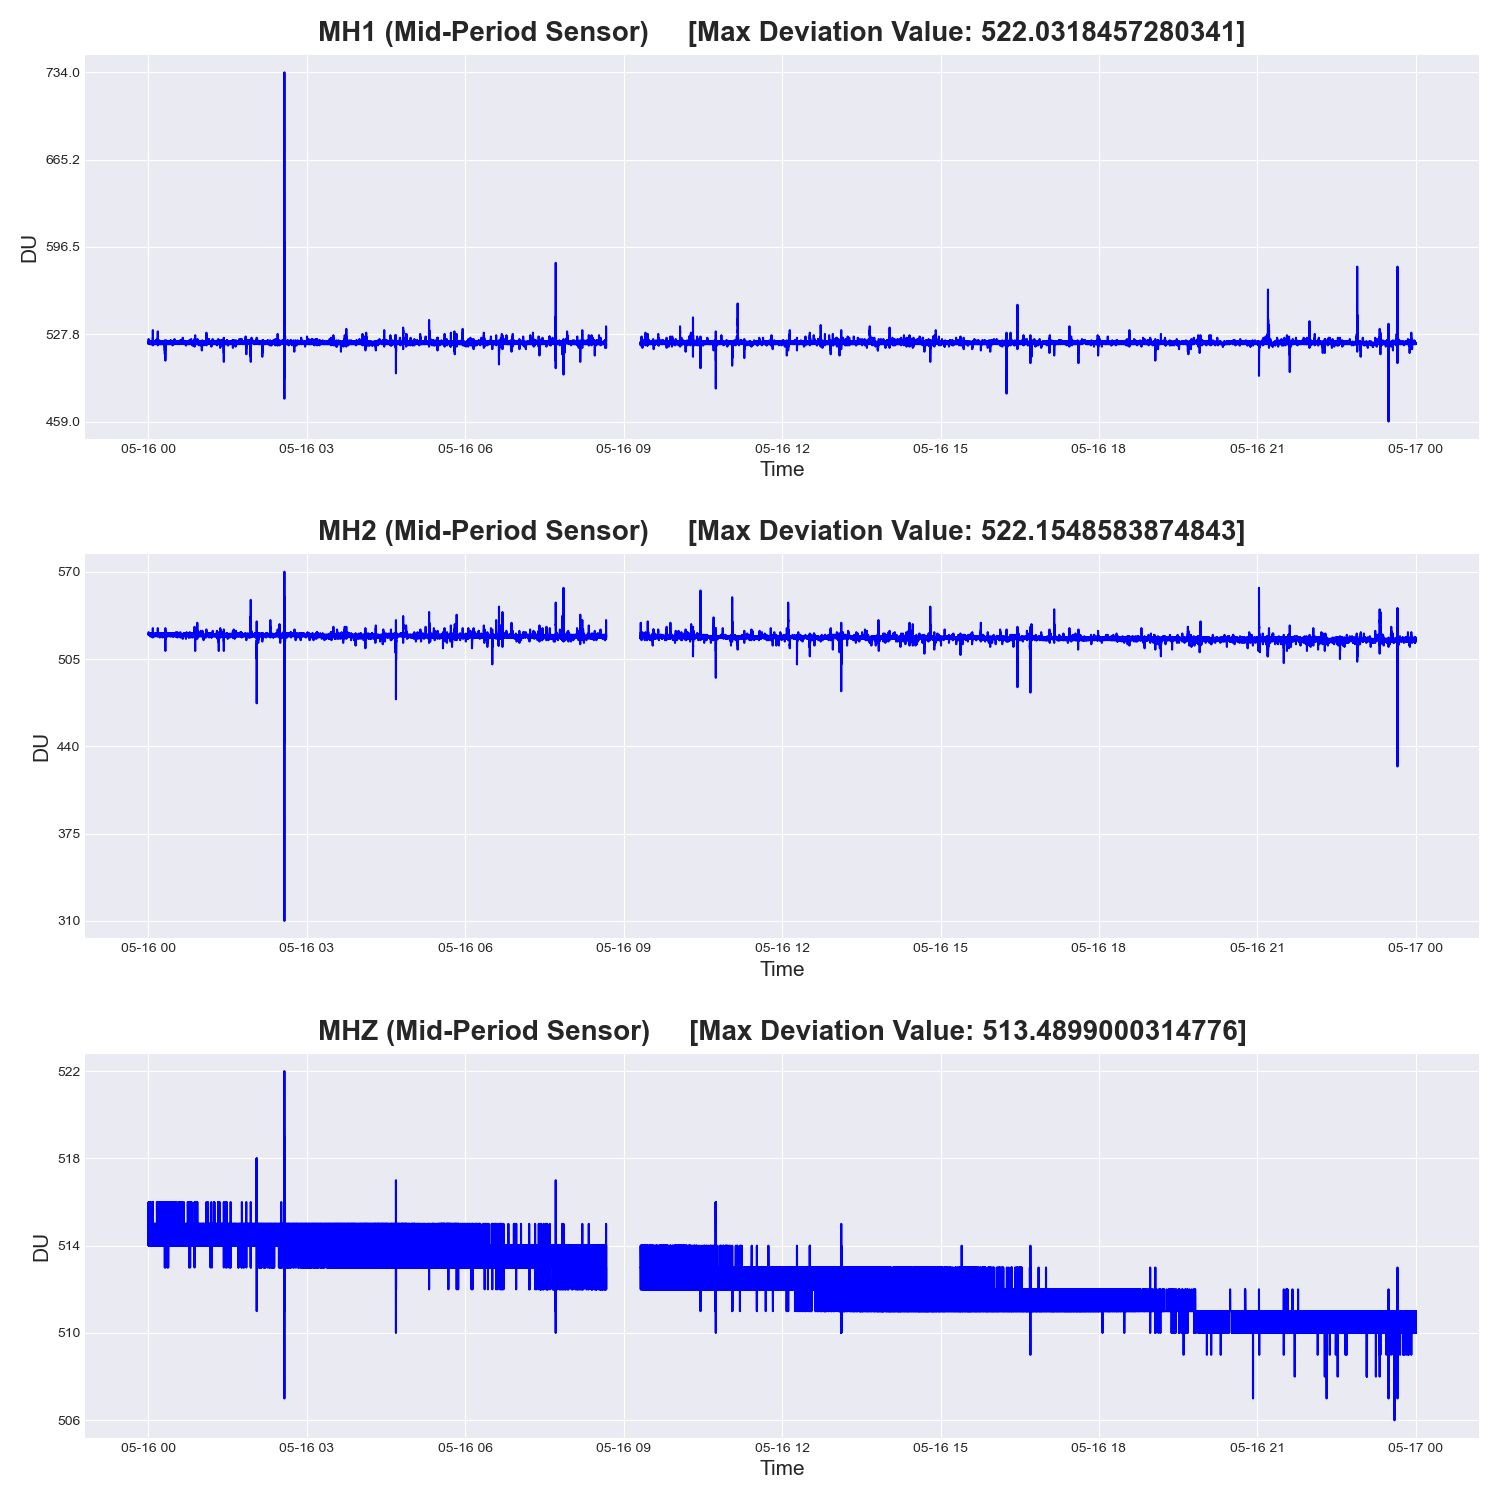 MH1 (Mid-Period Sensor) [Max Deviation Value: 522.0318457280341]
734.0
665.2
596.5
527.8
459.0
DU
05-16 00 05-16 03 05-16 06 05-16 09 05-16 12 05-16 15 05-16 18 05-16 21 05-17 00
Time
MH2 (Mid-Period Sensor) [Max Deviation Value: 522.1548583874843]
570
505
440
375
310
DU
05-16 00 05-16 03 05-16 06 05-16 09 05-16 12 05-16 15 05-16 18 05-16 21 05-17 00
Time
MHZ (Mid-Period Sensor) [Max Deviation Value: 513.4899000314776]
522
518
514
510
506
DU
05-16 00 05-16 03 05-16 06 05-16 09 05-16 12 05-16 15 05-16 18 05-16 21 05-17 00
Time